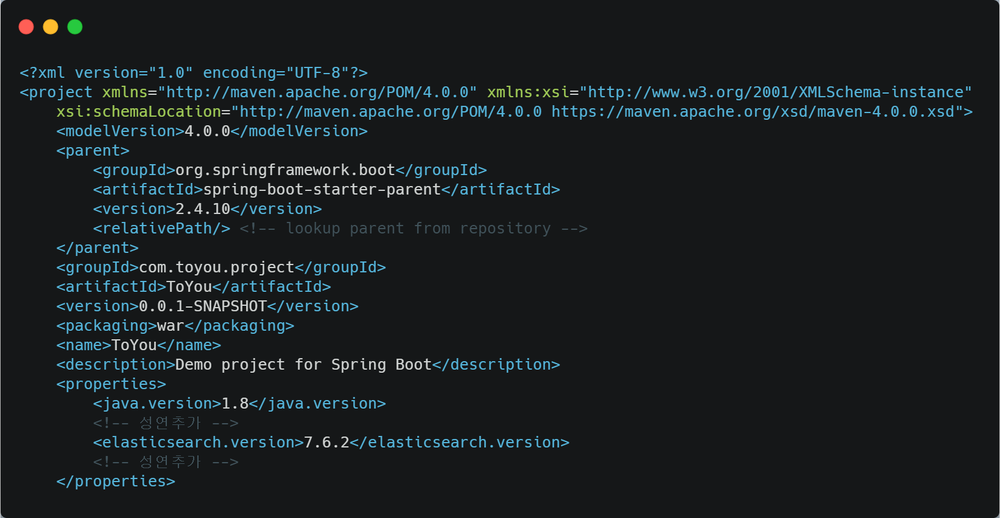 <?xml version="1.0" encoding="UTF-8"?>
<project xmlns="http://maven.apache.org/POM/4.0.0" xmlns:xsi="http://www.w3.org/2001/XMLSchema-instance"
    xsi:schemaLocation="http://maven.apache.org/POM/4.0.0 https://maven.apache.org/xsd/maven-4.0.0.xsd">
    <modelVersion>4.0.0</modelVersion>
    <parent>
        <groupId>org.springframework.boot</groupId>
        <artifactId>spring-boot-starter-parent</artifactId>
        <version>2.4.10</version>
        <relativePath/> <!-- lookup parent from repository -->
    </parent>
    <groupId>com.toyou.project</groupId>
    <artifactId>ToYou</artifactId>
    <version>0.0.1-SNAPSHOT</version>
    <packaging>war</packaging>
    <name>ToYou</name>
    <description>Demo project for Spring Boot</description>
    <properties>
        <java.version>1.8</java.version>
        <!-- 성연추가 -->
        <elasticsearch.version>7.6.2</elasticsearch.version>
        <!-- 성연추가 -->
    </properties>